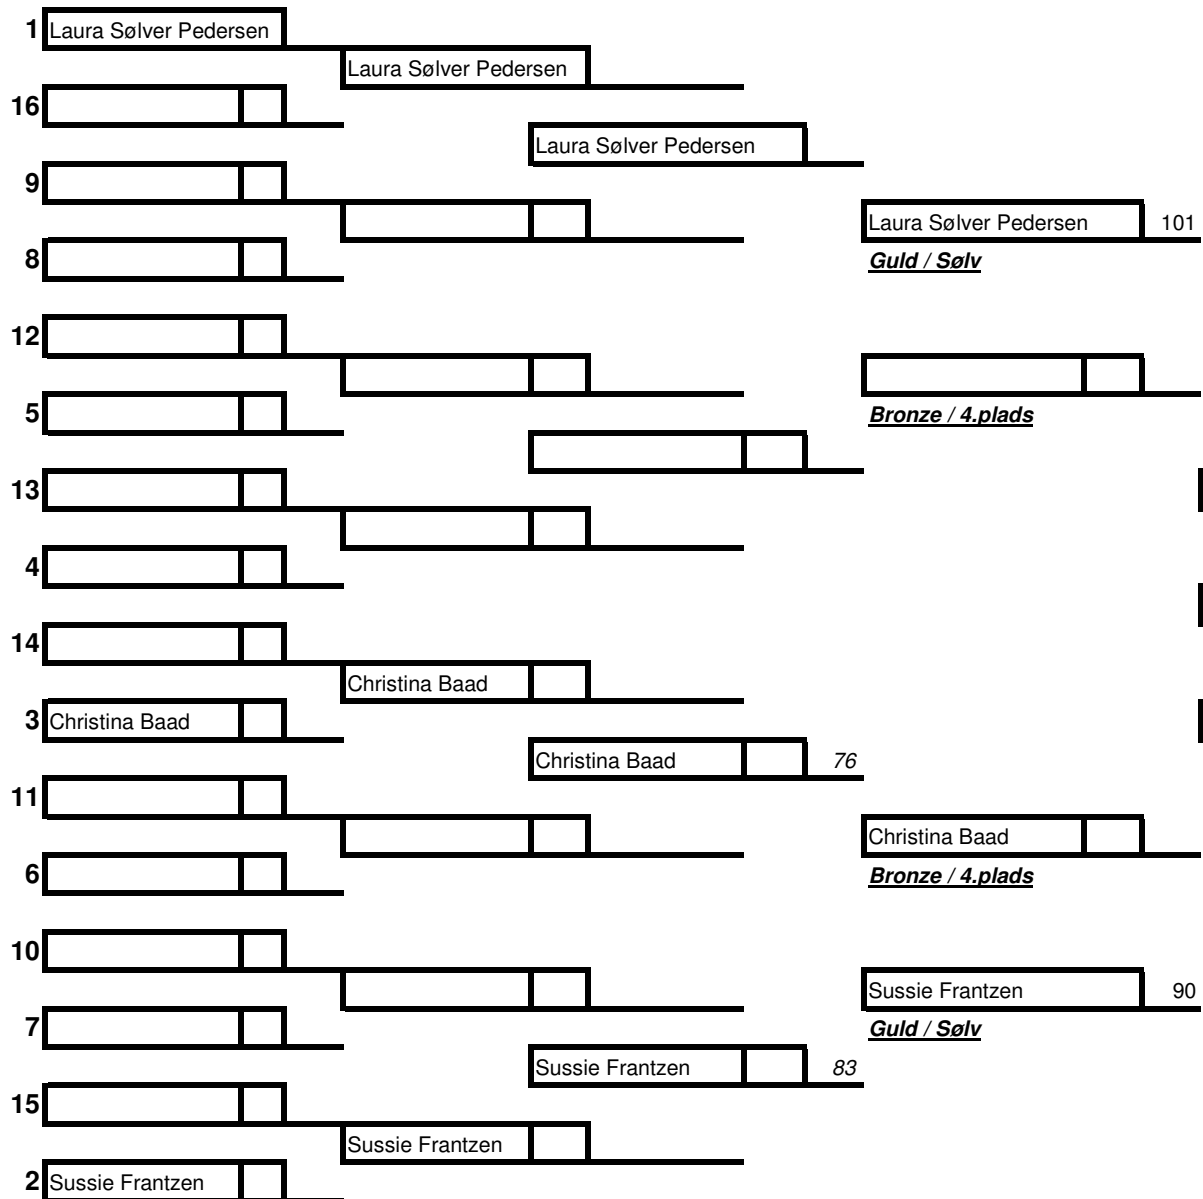 1 Laura Sølver Pedersen
Laura Sølver Pedersen
16
Laura Sølver Pedersen
9
Laura Sølver Pedersen 101
8
Guld / Sølv
12
5
Bronze / 4.plads
13
4
14
Christina Baad
3 Christina Baad
Christina Baad 76
11
Christina Baad
6
Bronze / 4.plads
10
Sussie Frantzen 90
7
Guld / Sølv
Sussie Frantzen 83
15
Sussie Frantzen
2 Sussie Frantzen